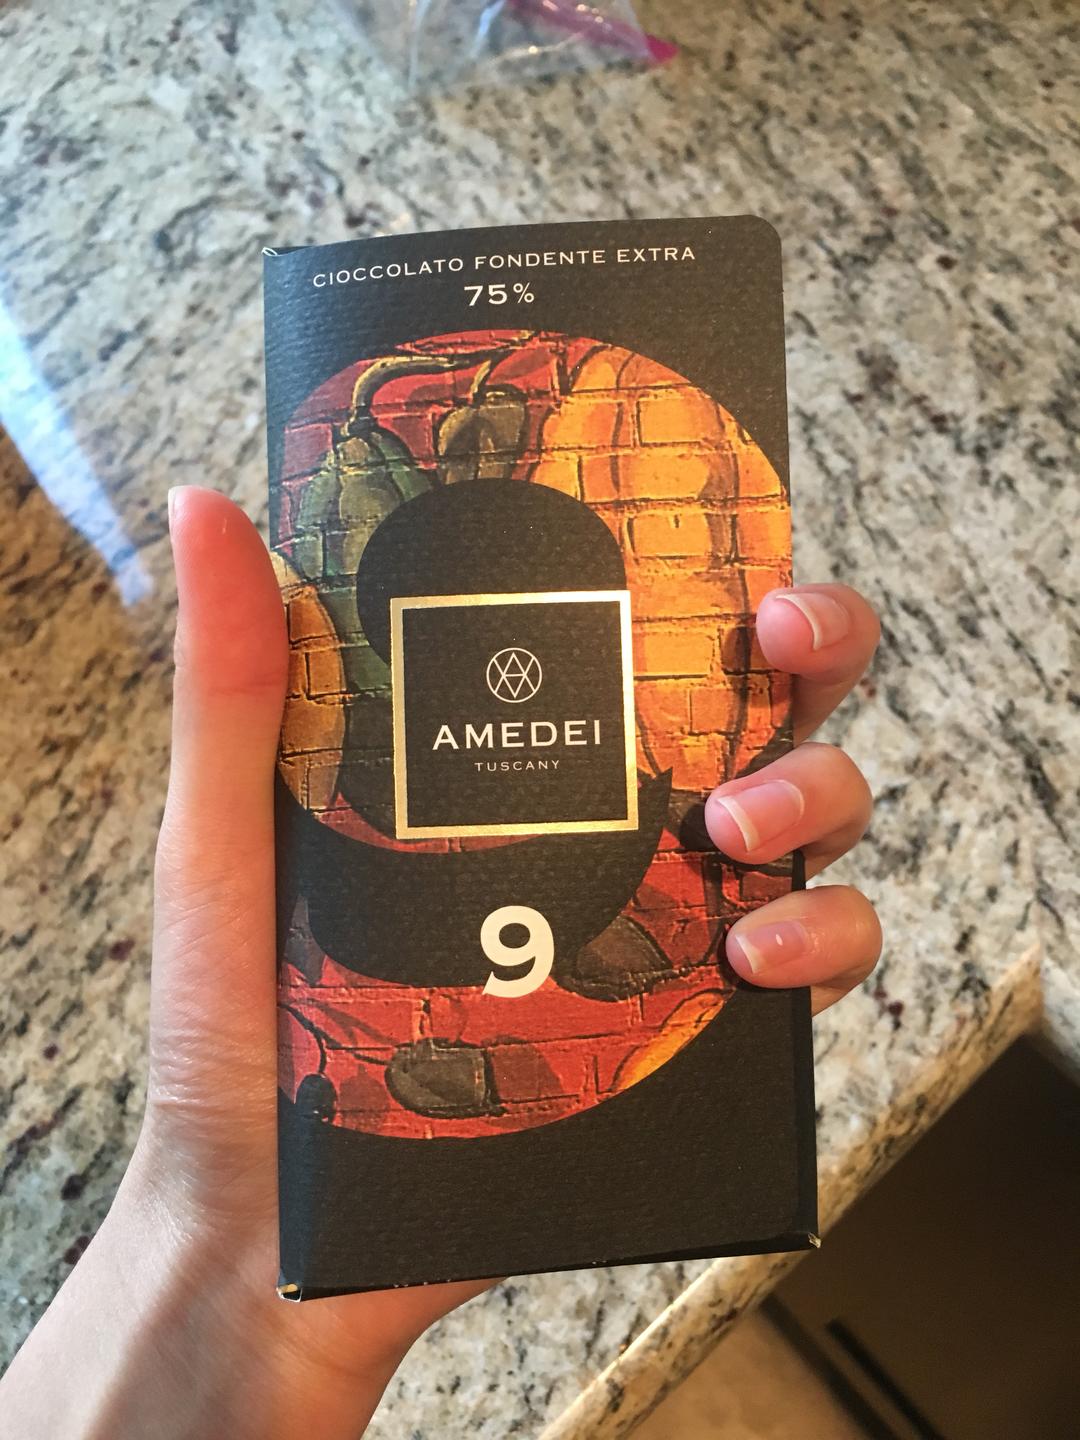 CIOCCOLATO FONDENTE EXTRA
75%
AMEDEI
TUSCANY
9